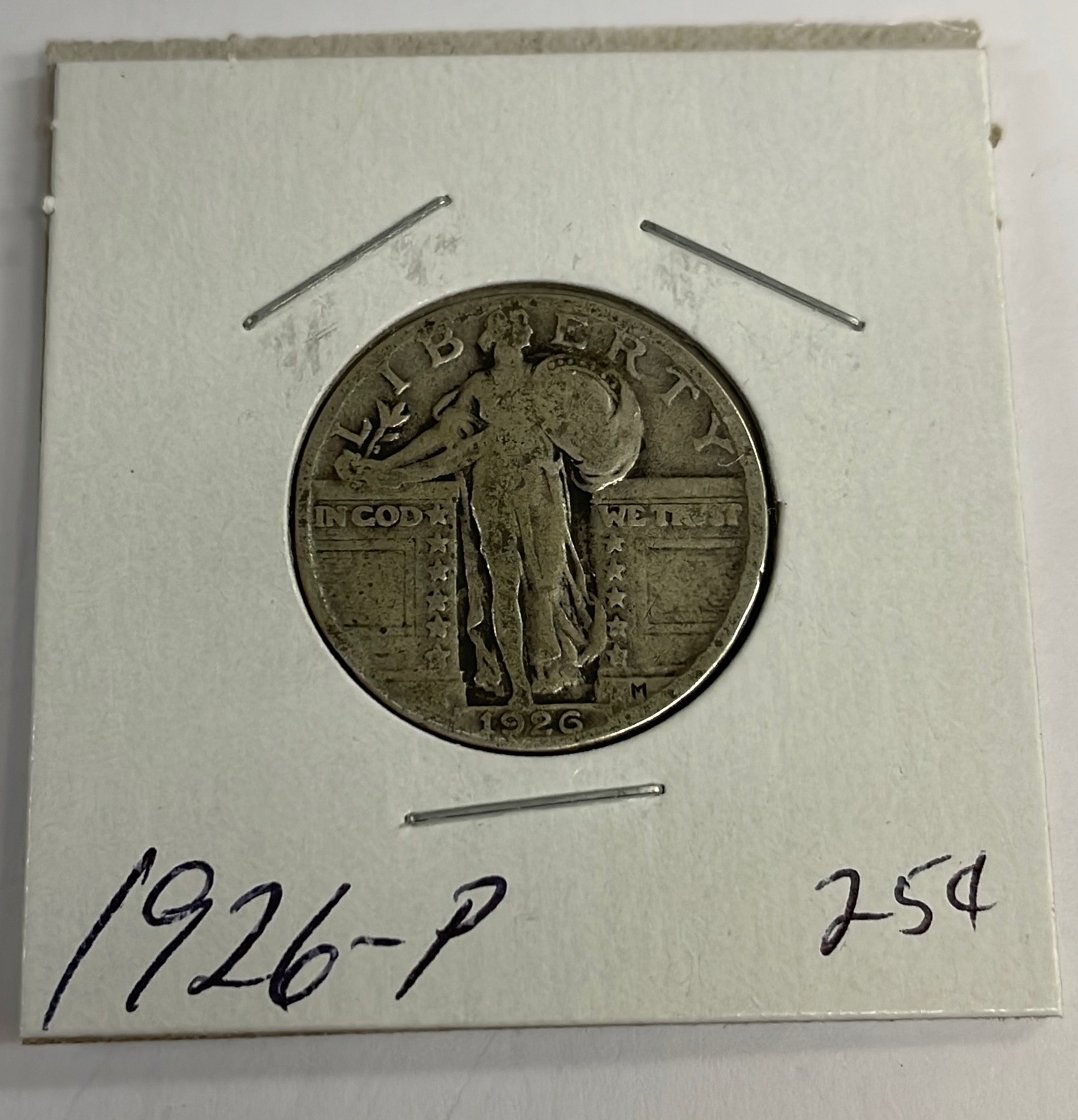 LIBERTY
IN GOD WE TRUST
M
1926
1926-P 25¢